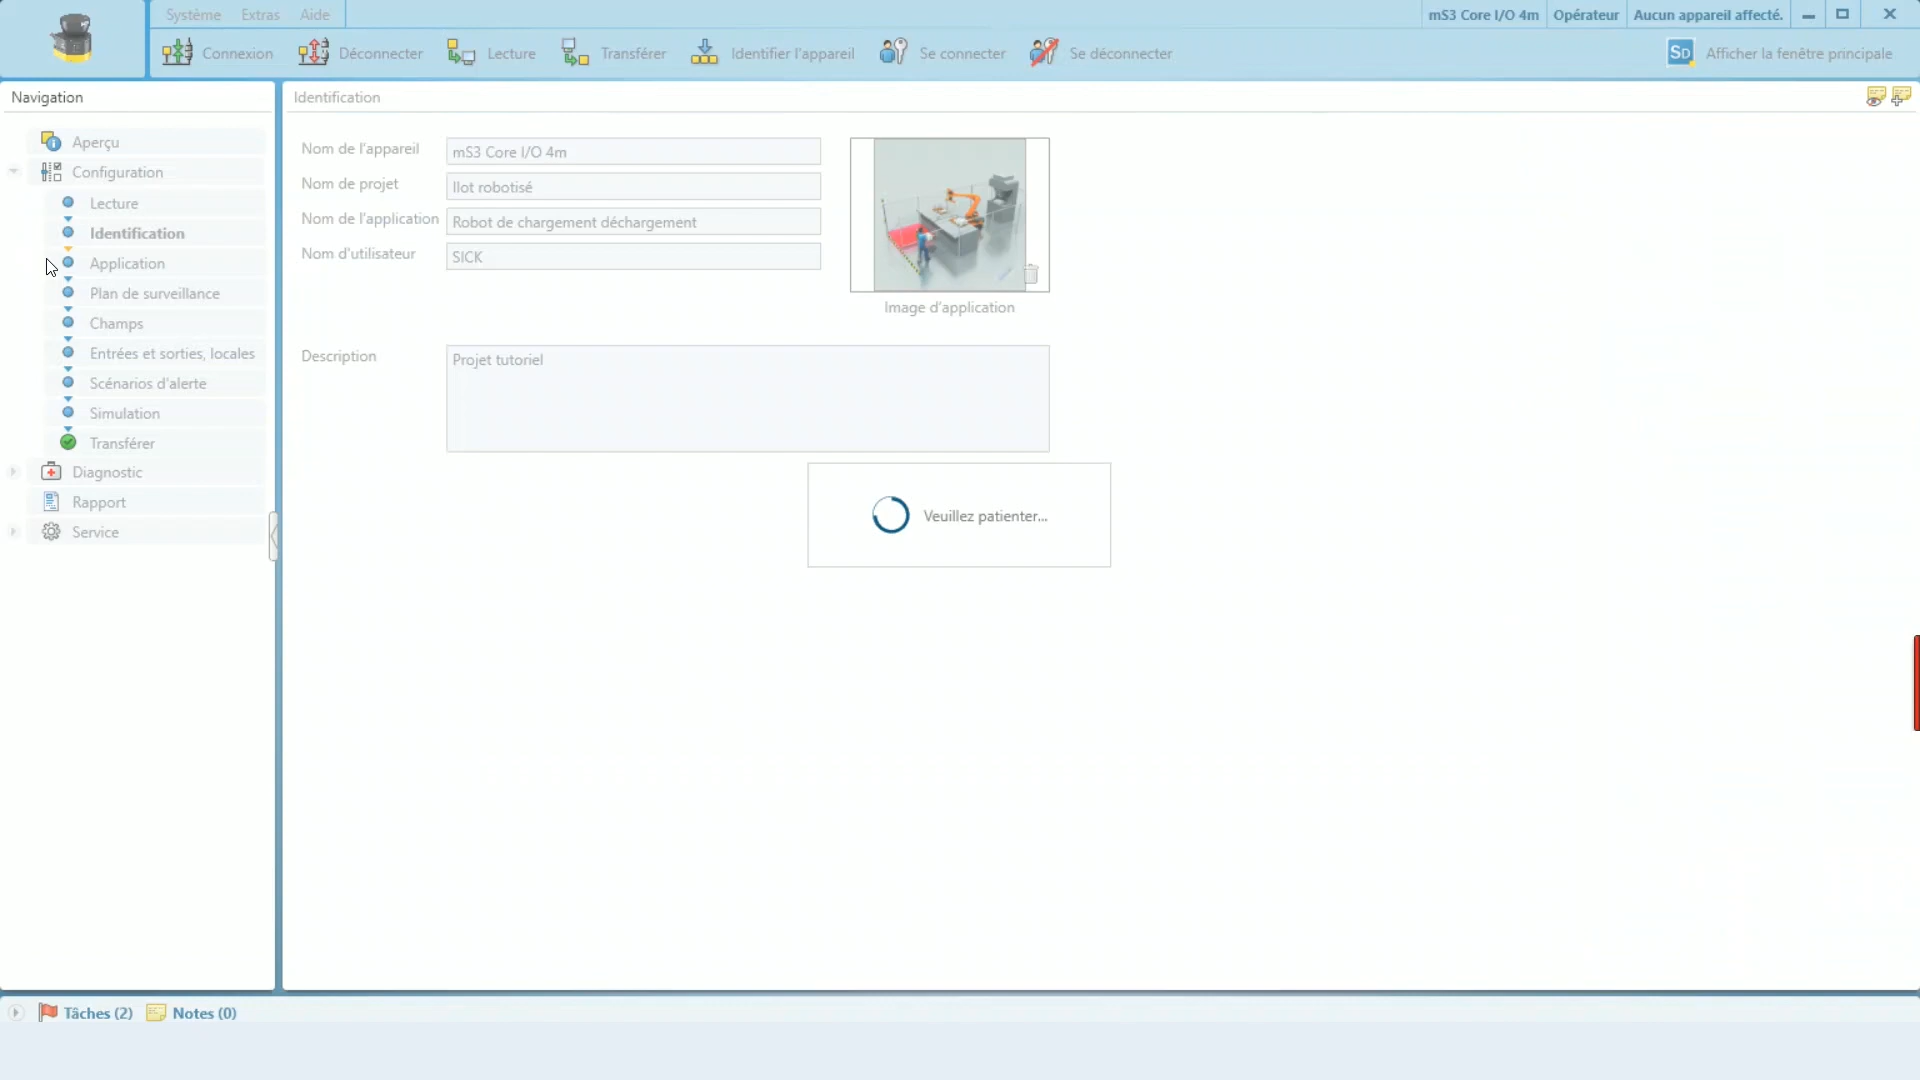 Système Extras Aide
mS3 Core I/O 4m Opérateur Aucun appareil affecté.
Connexion Déconnecter Lecture Transférer Identifier l'appareil Se connecter Se déconnecter
SD Afficher la fenêtre principale
Navigation
Aperçu
Configuration
Lecture
Identification
Application
Plan de surveillance
Champs
Entrées et sorties, locales
Scénarios d'alerte
Simulation
Transférer
Diagnostic
Rapport
Service
Identification
Nom de l'appareil mS3 Core I/O 4m
Nom de projet Ilot robotisé
Nom de l'application Robot de chargement déchargement
Nom d'utilisateur SICK
Image d'application
Description Projet tutoriel
Veuillez patienter...
Tâches (2) Notes (0)